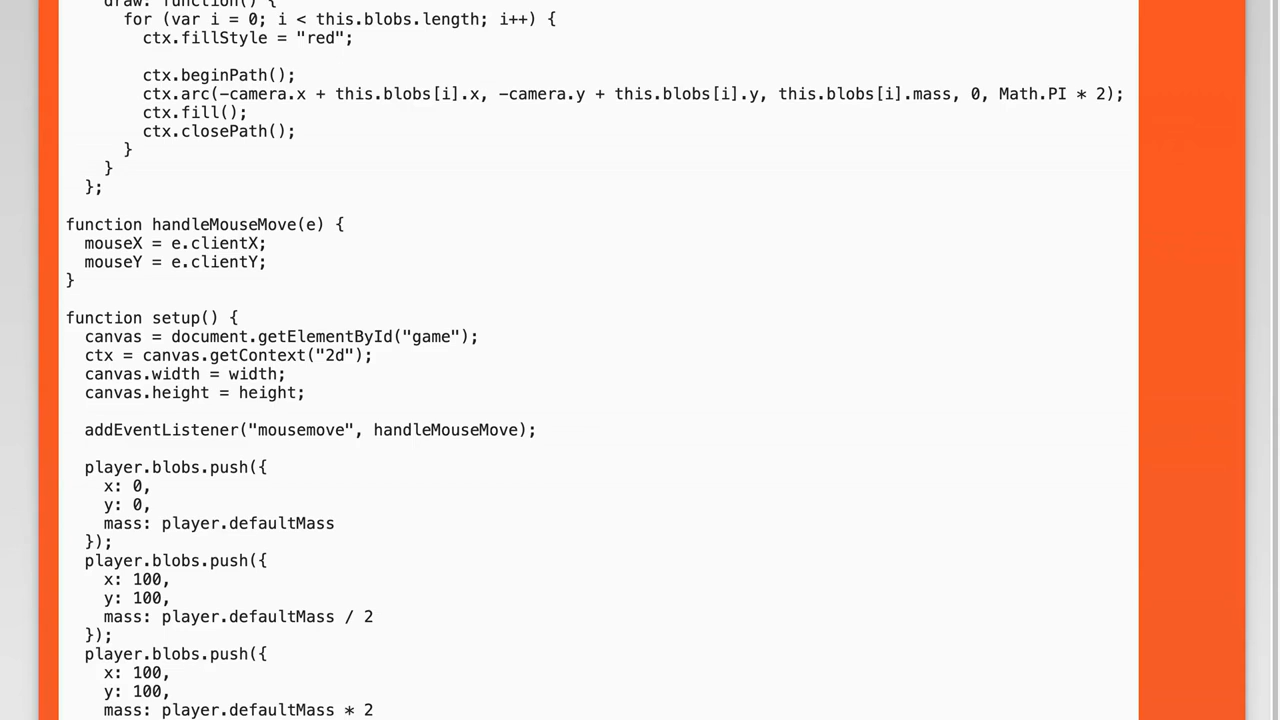 draw: function() {
for (var i = 0; i < this.blobs.length; i++) {
ctx.fillStyle = "red";
ctx.beginPath();
ctx.arc(-camera.x + this.blobs[i].x, -camera.y + this.blobs[i].y, this.blobs[i].mass, 0, Math.PI * 2);
ctx.fill();
ctx.closePath();
}
}
};
function handleMouseMove(e) {
mouseX = e.clientX;
mouseY = e.clientY;
}
function setup() {
canvas = document.getElementById("game");
ctx = canvas.getContext("2d");
canvas.width = width;
canvas.height = height;
addEventListener("mousemove", handleMouseMove);
player.blobs.push({
x: 0,
y: 0,
mass: player.defaultMass
});
player.blobs.push({
x: 100,
y: 100,
mass: player.defaultMass / 2
});
player.blobs.push({
x: 100,
y: 100,
mass: player.defaultMass * 2